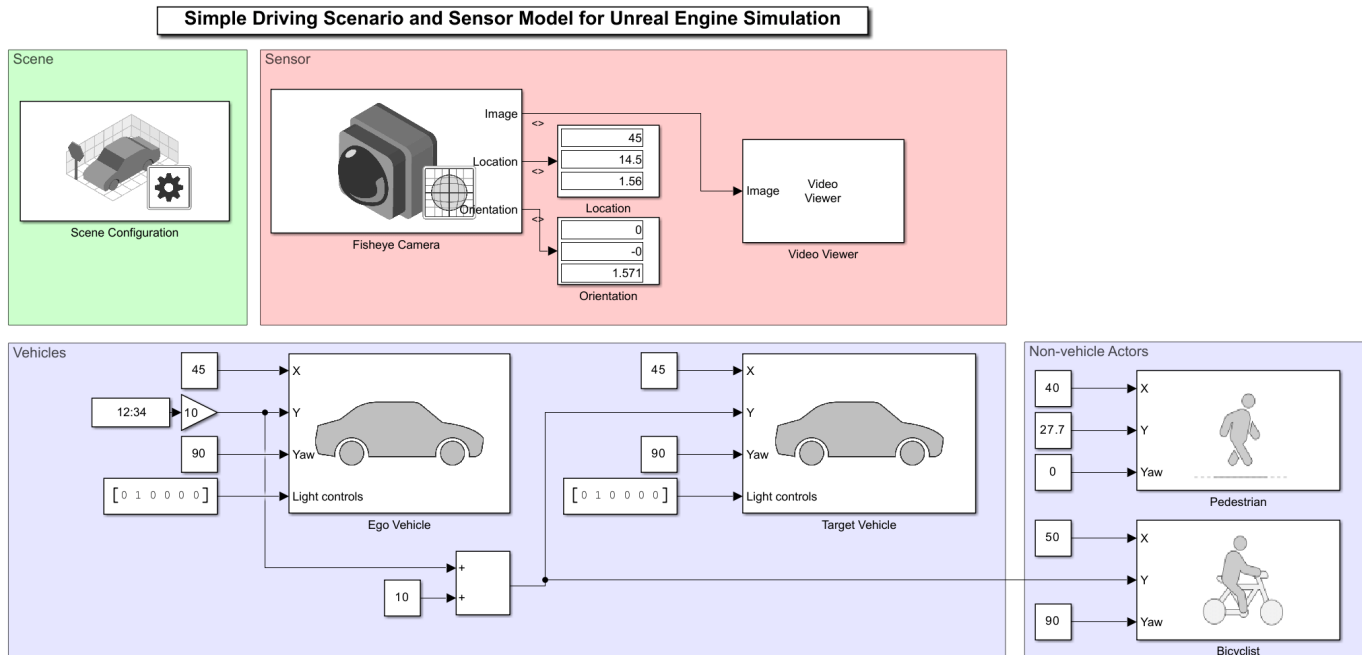 Simple Driving Scenario and Sensor Model for Unreal Engine Simulation
Scene
Scene Configuration
Sensor
Image
Location
Orientation
Fisheye Camera
<>
<>
<>
45
14.5
1.56
Location
0
-0
1.571
Orientation
Image
Video
Viewer
Video Viewer
Vehicles
45
12:34
10
90
[0 1 0 0 0 0]
X
Y
Yaw
Light controls
Ego Vehicle
10
+
+
45
90
[0 1 0 0 0 0]
X
Y
Yaw
Light controls
Target Vehicle
Non-vehicle Actors
40
27.7
0
X
Y
Yaw
Pedestrian
50
90
X
Y
Yaw
Bicyclist